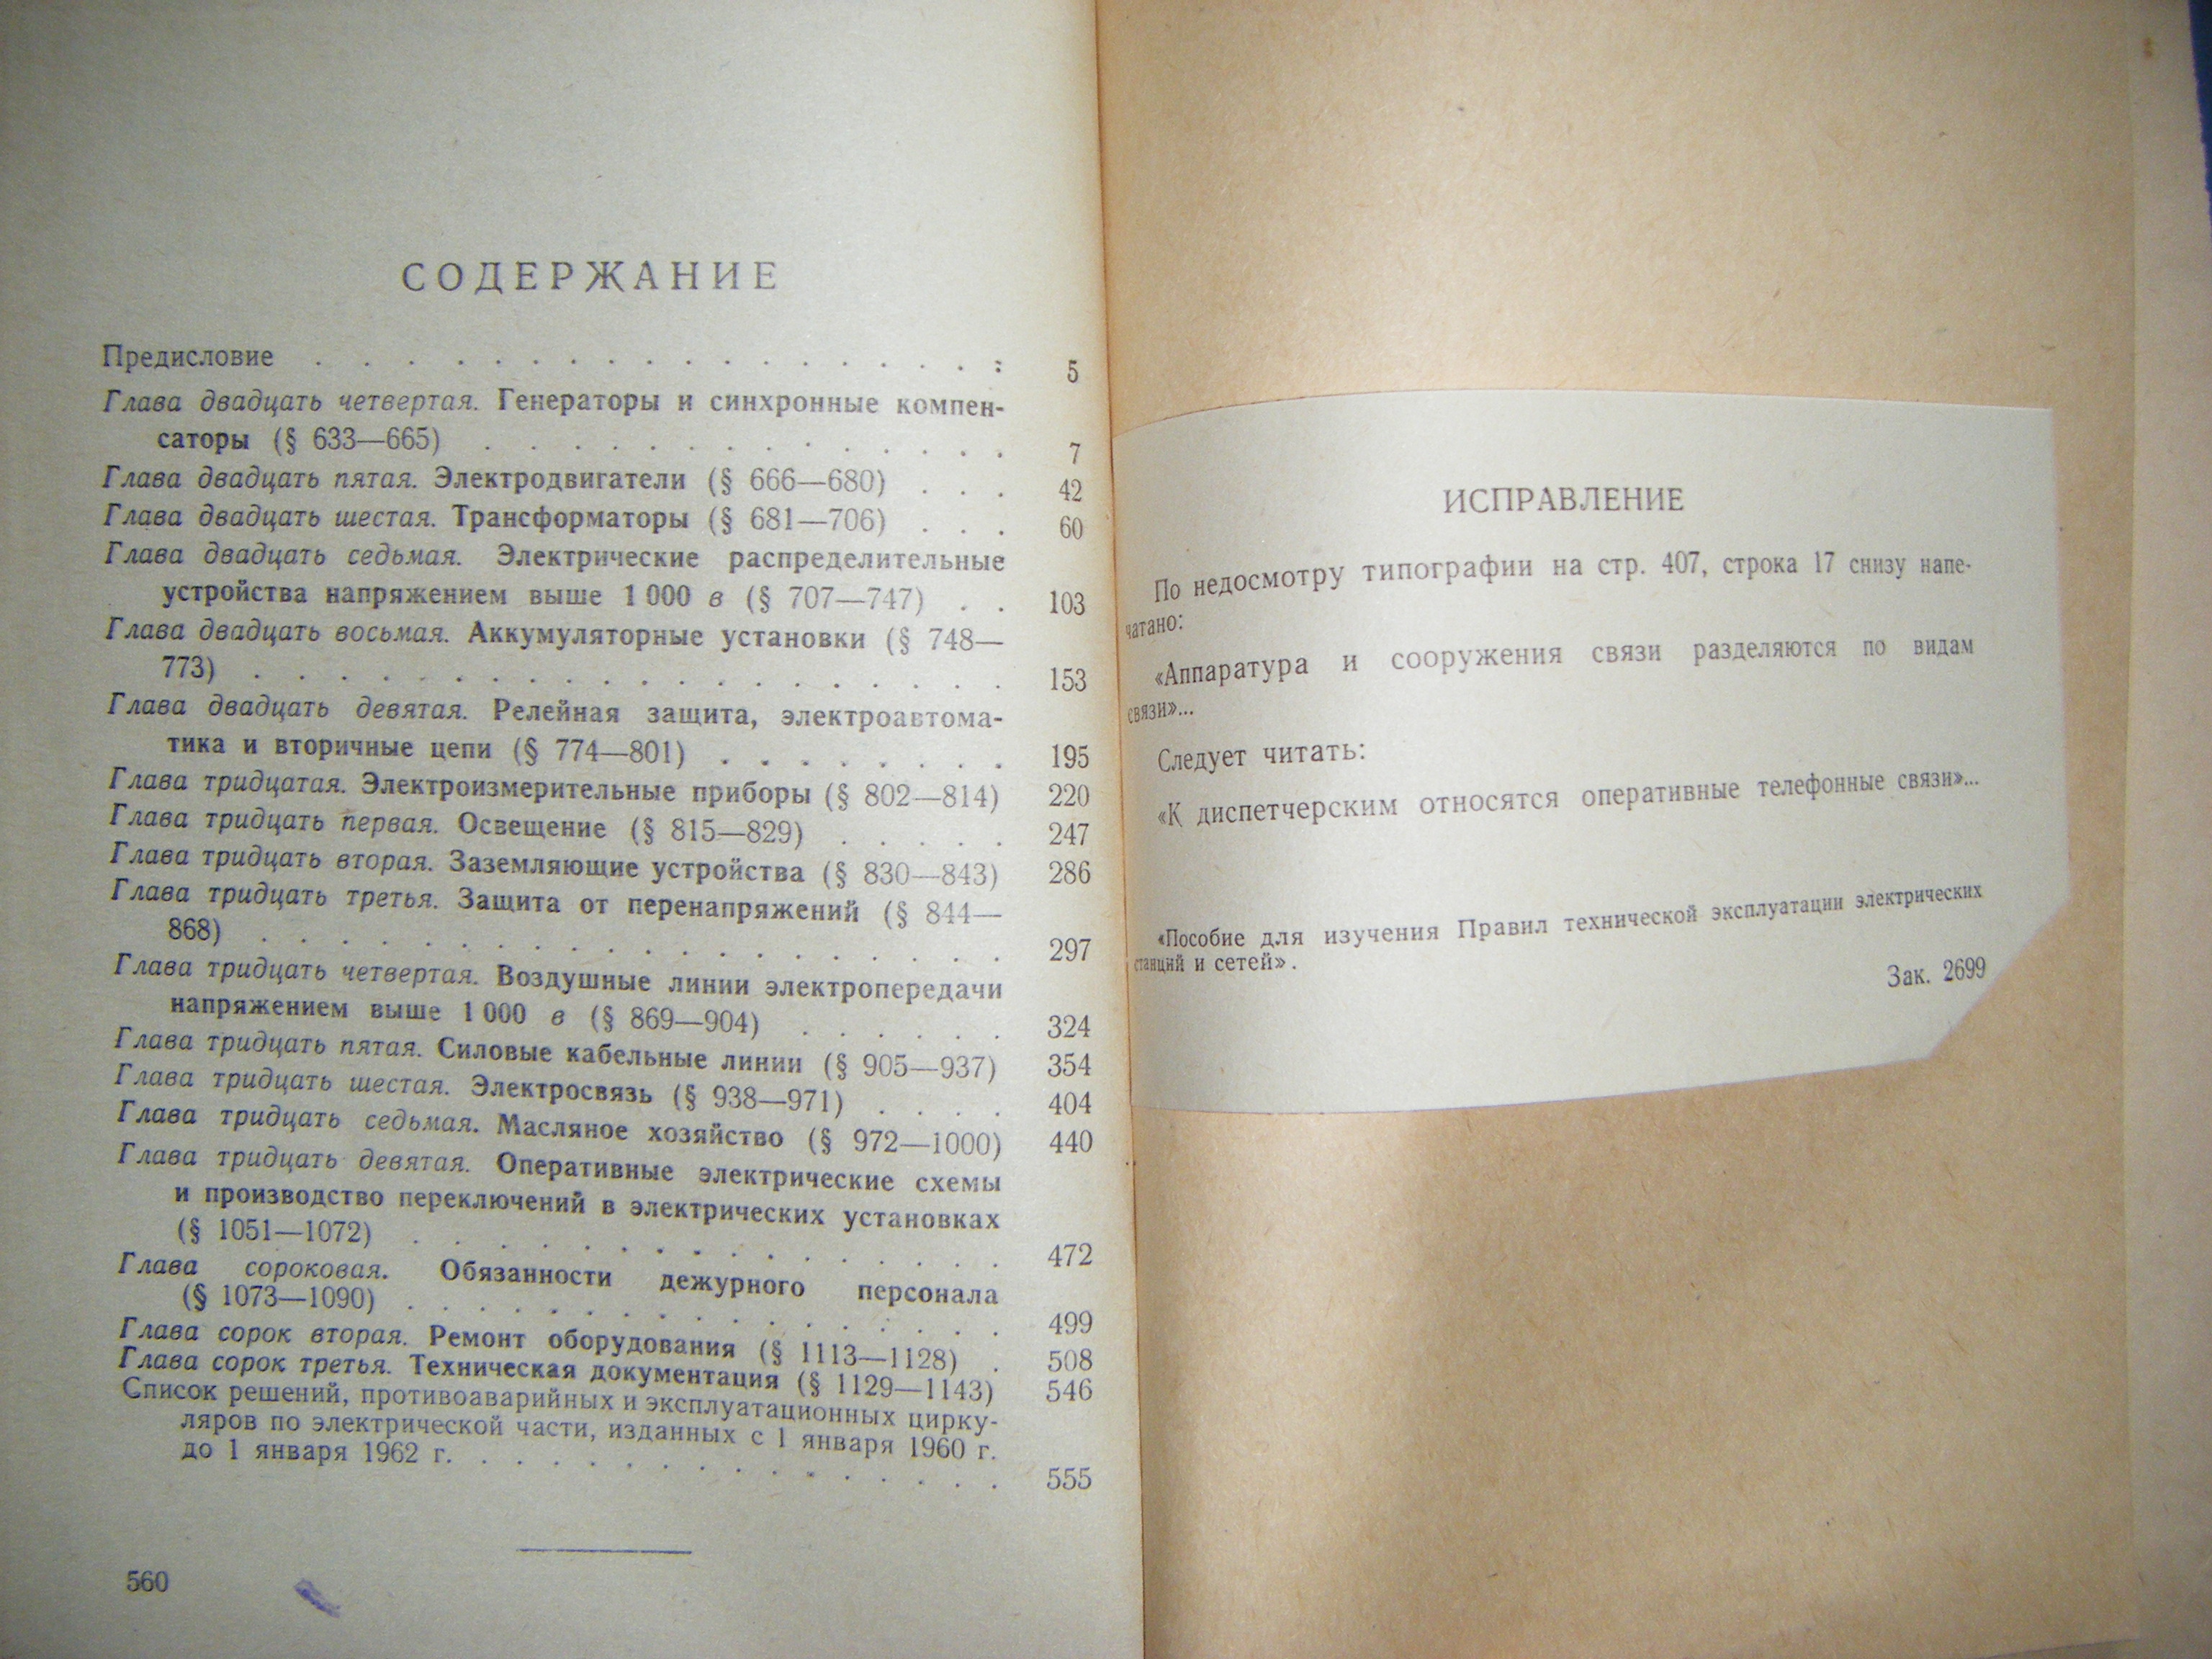 СОДЕРЖАНИЕ
Предисловие . . . . . . . . . . . . . . . . : 5
Глава двадцать четвертая. Генераторы и синхронные компен-
саторы (§ 633—665) . . . . . . . . . . . . . 7
Глава двадцать пятая. Электродвигатели (§ 666—680) . . . 42
Глава двадцать шестая. Трансформаторы (§ 681—706) . . . 60
Глава двадцать седьмая. Электрические распределительные
устройства напряжением выше 1 000 в (§ 707—747) . . 103
Глава двадцать восьмая. Аккумуляторные установки (§ 748—
773) . . . . . . . . . . . . . . . . . . . 153
Глава двадцать девятая. Релейная защита, электроавтома-
тика и вторичные цепи (§ 774—801) . . . . . . . . 195
Глава тридцатая. Электроизмерительные приборы (§ 802—814) 220
Глава тридцать первая. Освещение (§ 815—829) . . . . . 247
Глава тридцать вторая. Заземляющие устройства (§ 830—843) 286
Глава тридцать третья. Защита от перенапряжений (§ 844—
868) . . . . . . . . . . . . . . . . . . . 297
Глава тридцать четвертая. Воздушные линии электропередачи
напряжением выше 1 000 в (§ 869—904) . . . . . . 324
Глава тридцать пятая. Силовые кабельные линии (§ 905—937) 354
Глава тридцать шестая. Электросвязь (§ 938—971) . . . . 404
Глава тридцать седьмая. Масляное хозяйство (§ 972—1000) 440
Глава тридцать девятая. Оперативные электрические схемы
и производство переключений в электрических установках
(§ 1051—1072) . . . . . . . . . . . . . . . 472
Глава сороковая. Обязанности дежурного персонала
(§ 1073—1090) . . . . . . . . . . . . . . . 499
Глава сорок вторая. Ремонт оборудования (§ 1113—1128) . 508
Глава сорок третья. Техническая документация (§ 1129—1143) 546
Список решений, противоаварийных и эксплуатационных цирку-
ляров по электрической части, изданных с 1 января 1960 г.
до 1 января 1962 г. . . . . . . . . . . . . . . . 555
560
ИСПРАВЛЕНИЕ
По недосмотру типографии на стр. 407, строка 17 снизу напе-
чатано:
«Аппаратура и сооружения связи разделяются по видам
связи»...
Следует читать:
«К диспетчерским относятся оперативные телефонные связи»...
«Пособие для изучения Правил технической эксплуатации электрических
станций и сетей».
Зак. 2699